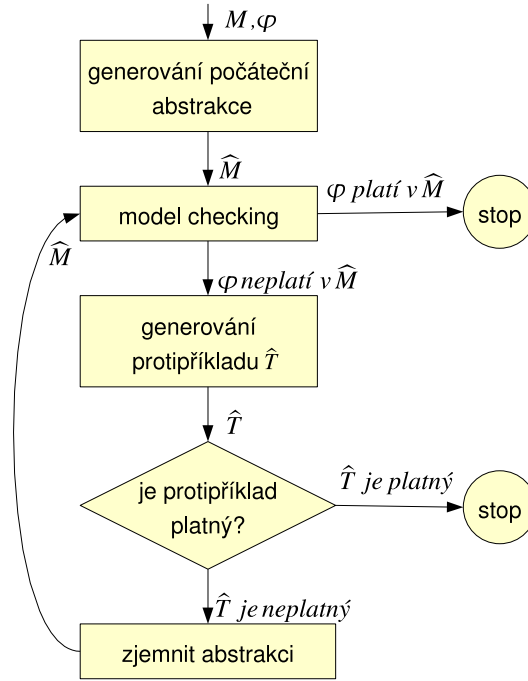 M,φ
generování počáteční
abstrakce
M̂
φ platí v M̂
model checking
stop
M̂
φ neplatí v M̂
generování
protipříkladu T̂
T̂
je protipříklad
platný?
T̂ je platný
stop
T̂ je neplatný
zjemnit abstrakci